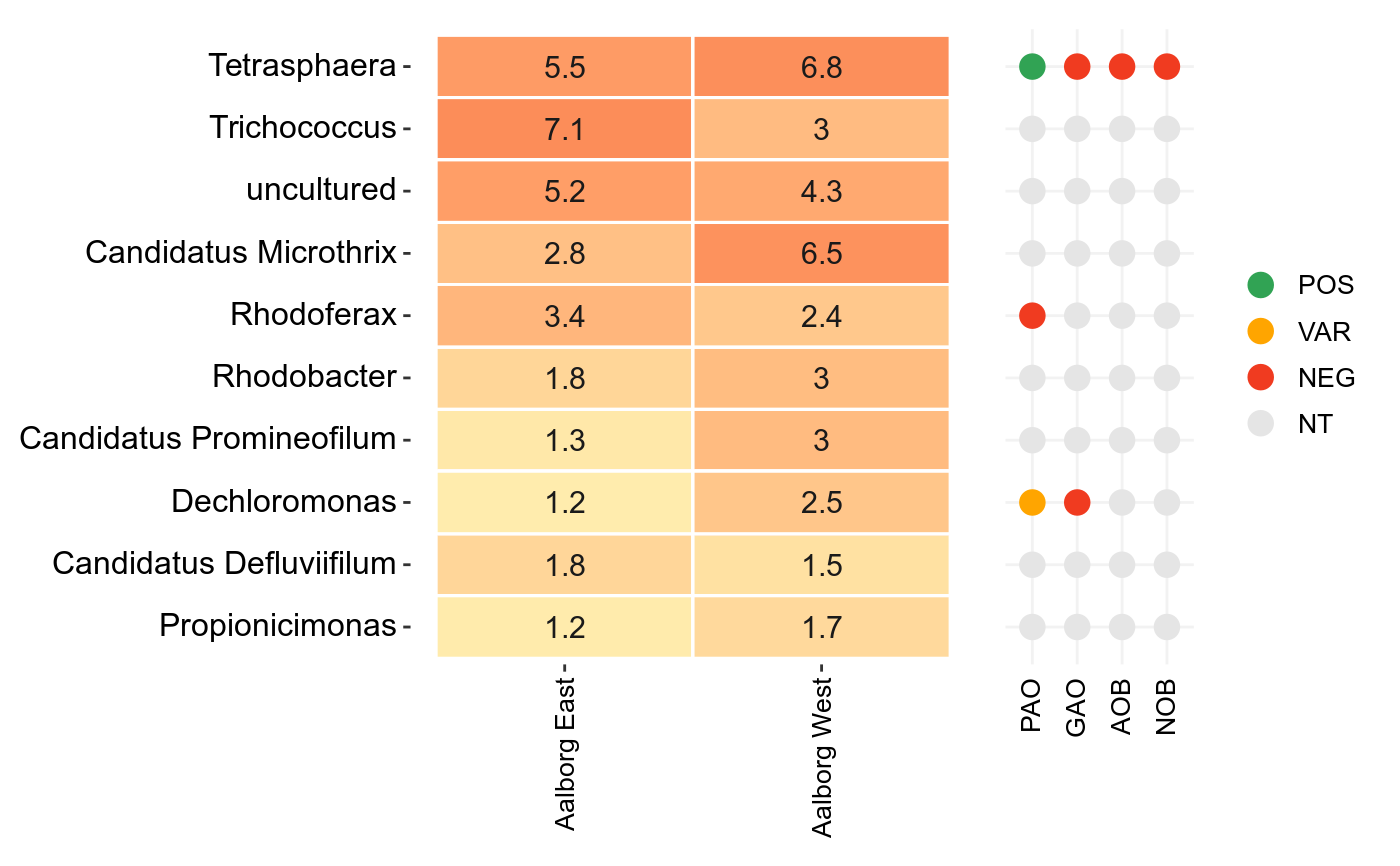 Tetrasphaera 5.5 6.8
Trichococcus 7.1 3
uncultured 5.2 4.3
Candidatus Microthrix 2.8 6.5
Rhodoferax 3.4 2.4
Rhodobacter 1.8 3
Candidatus Promineofilum 1.3 3
Dechloromonas 1.2 2.5
Candidatus Defluviifilum 1.8 1.5
Propionicimonas 1.2 1.7
Aalborg East
Aalborg West
PAO
GAO
AOB
NOB
POS
VAR
NEG
NT